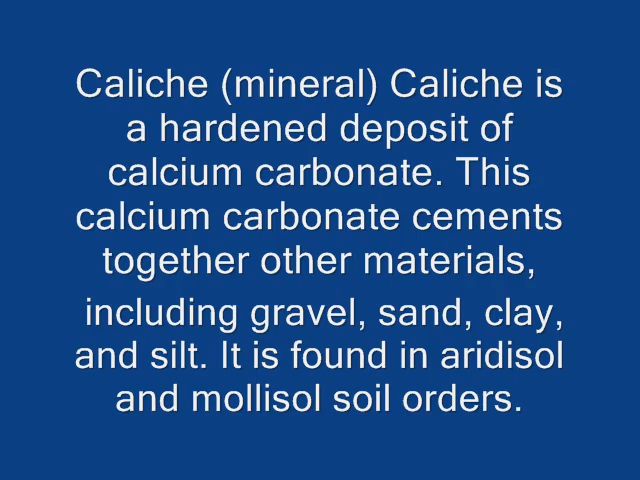 Caliche (mineral) Caliche is
a hardened deposit of
calcium carbonate. This
calcium carbonate cements
together other materials,
including gravel, sand, clay,
and silt. It is found in aridisol
and mollisol soil orders.